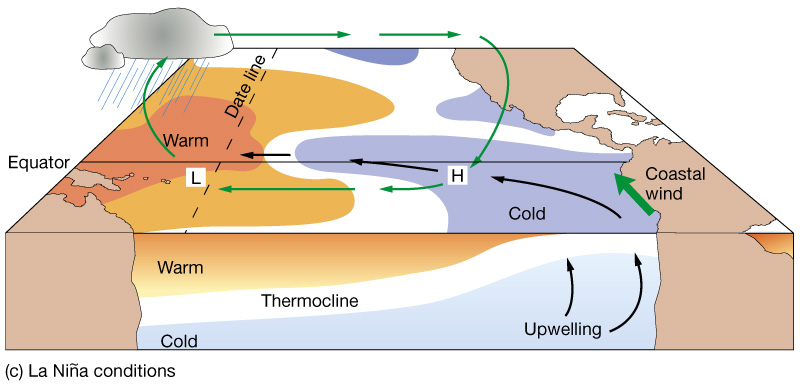 Date line
Warm
Equator
L
H
Coastal
wind
Cold
Warm
Thermocline
Upwelling
Cold
(c) La Niña conditions